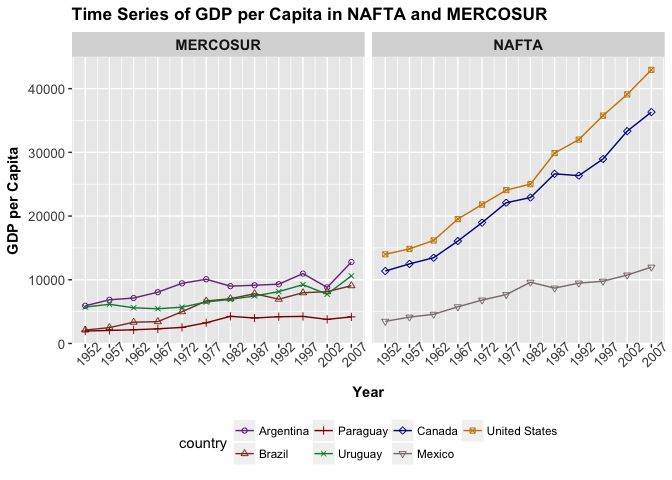 Time Series of GDP per Capita in NAFTA and MERCOSUR
MERCOSUR NAFTA
GDP per Capita
40000
30000
20000
10000
0
1952 1957 1962 1967 1972 1977 1982 1987 1992 1997 2002 2007 1952 1957 1962 1967 1972 1977 1982 1987 1992 1997 2002 2007
Year
country
Argentina Paraguay Canada United States
Brazil Uruguay Mexico